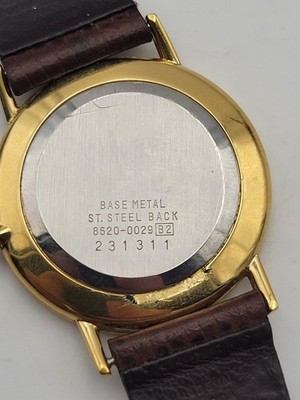 BASE METAL
ST. STEEL BACK
8620-0029 B2
231311